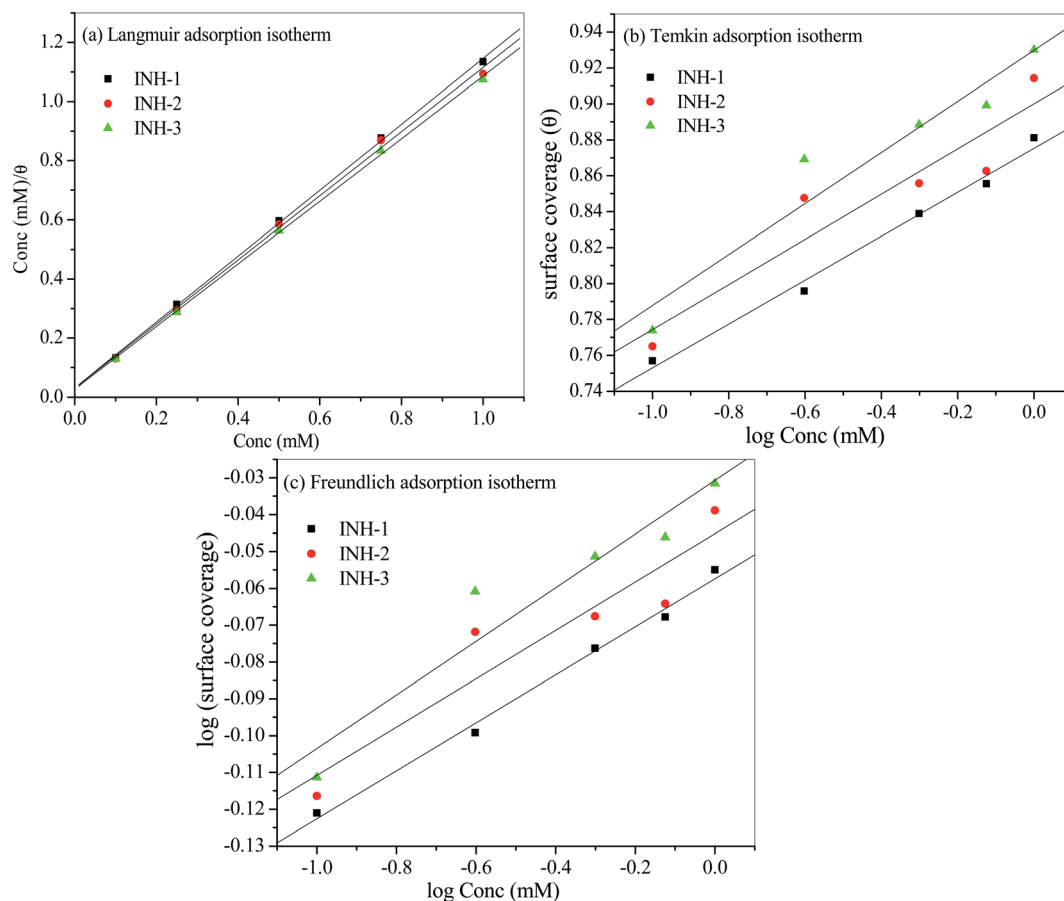 (a) Langmuir adsorption isotherm
INH-1
INH-2
INH-3
Conc (mM)/θ
1.2
1.0
0.8
0.6
0.4
0.2
0.0
0.0 0.2 0.4 0.6 0.8 1.0
Conc (mM)
(b) Temkin adsorption isotherm
INH-1
INH-2
INH-3
surface coverage (θ)
0.94
0.92
0.90
0.88
0.86
0.84
0.82
0.80
0.78
0.76
0.74
-1.0 -0.8 -0.6 -0.4 -0.2 0.0
log Conc (mM)
(c) Freundlich adsorption isotherm
INH-1
INH-2
INH-3
log (surface coverage)
-0.03
-0.04
-0.05
-0.06
-0.07
-0.08
-0.09
-0.10
-0.11
-0.12
-0.13
-1.0 -0.8 -0.6 -0.4 -0.2 0.0
log Conc (mM)